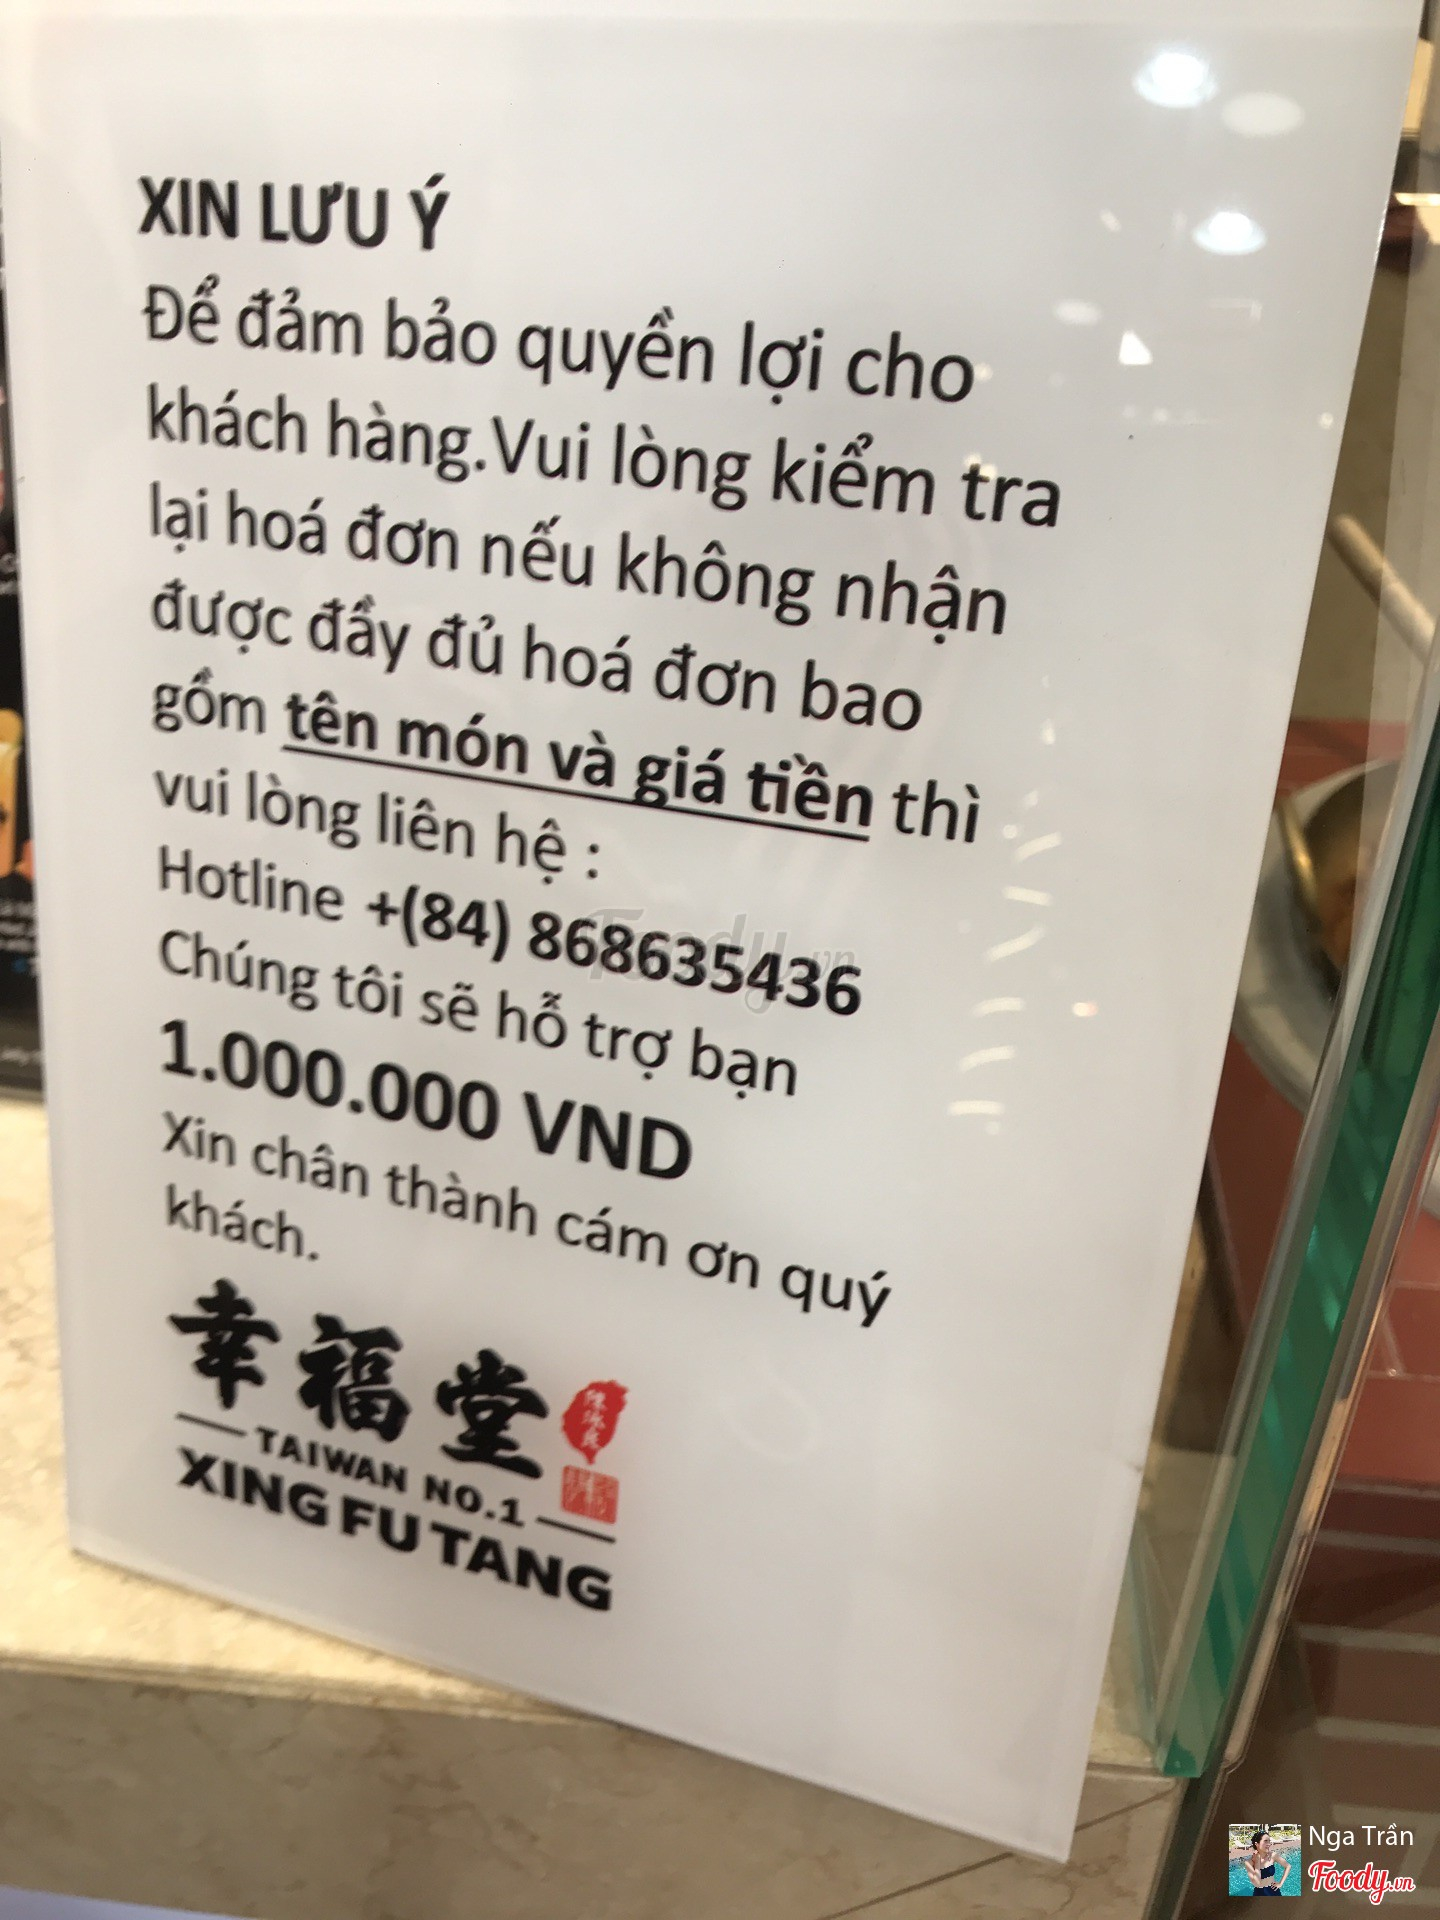 XIN LƯU Ý
Để đảm bảo quyền lợi cho
khách hàng.Vui lòng kiểm tra
lại hoá đơn nếu không nhận
được đầy đủ hoá đơn bao
gồm tên món và giá tiền thì
vui lòng liên hệ :
Hotline +(84) 868635436
Chúng tôi sẽ hỗ trợ bạn
1.000.000 VND
Xin chân thành cám ơn quý
khách.
幸福堂
TAIWAN NO.1
XING FU TANG
Foody.vn
Nga Trần
Foody.vn